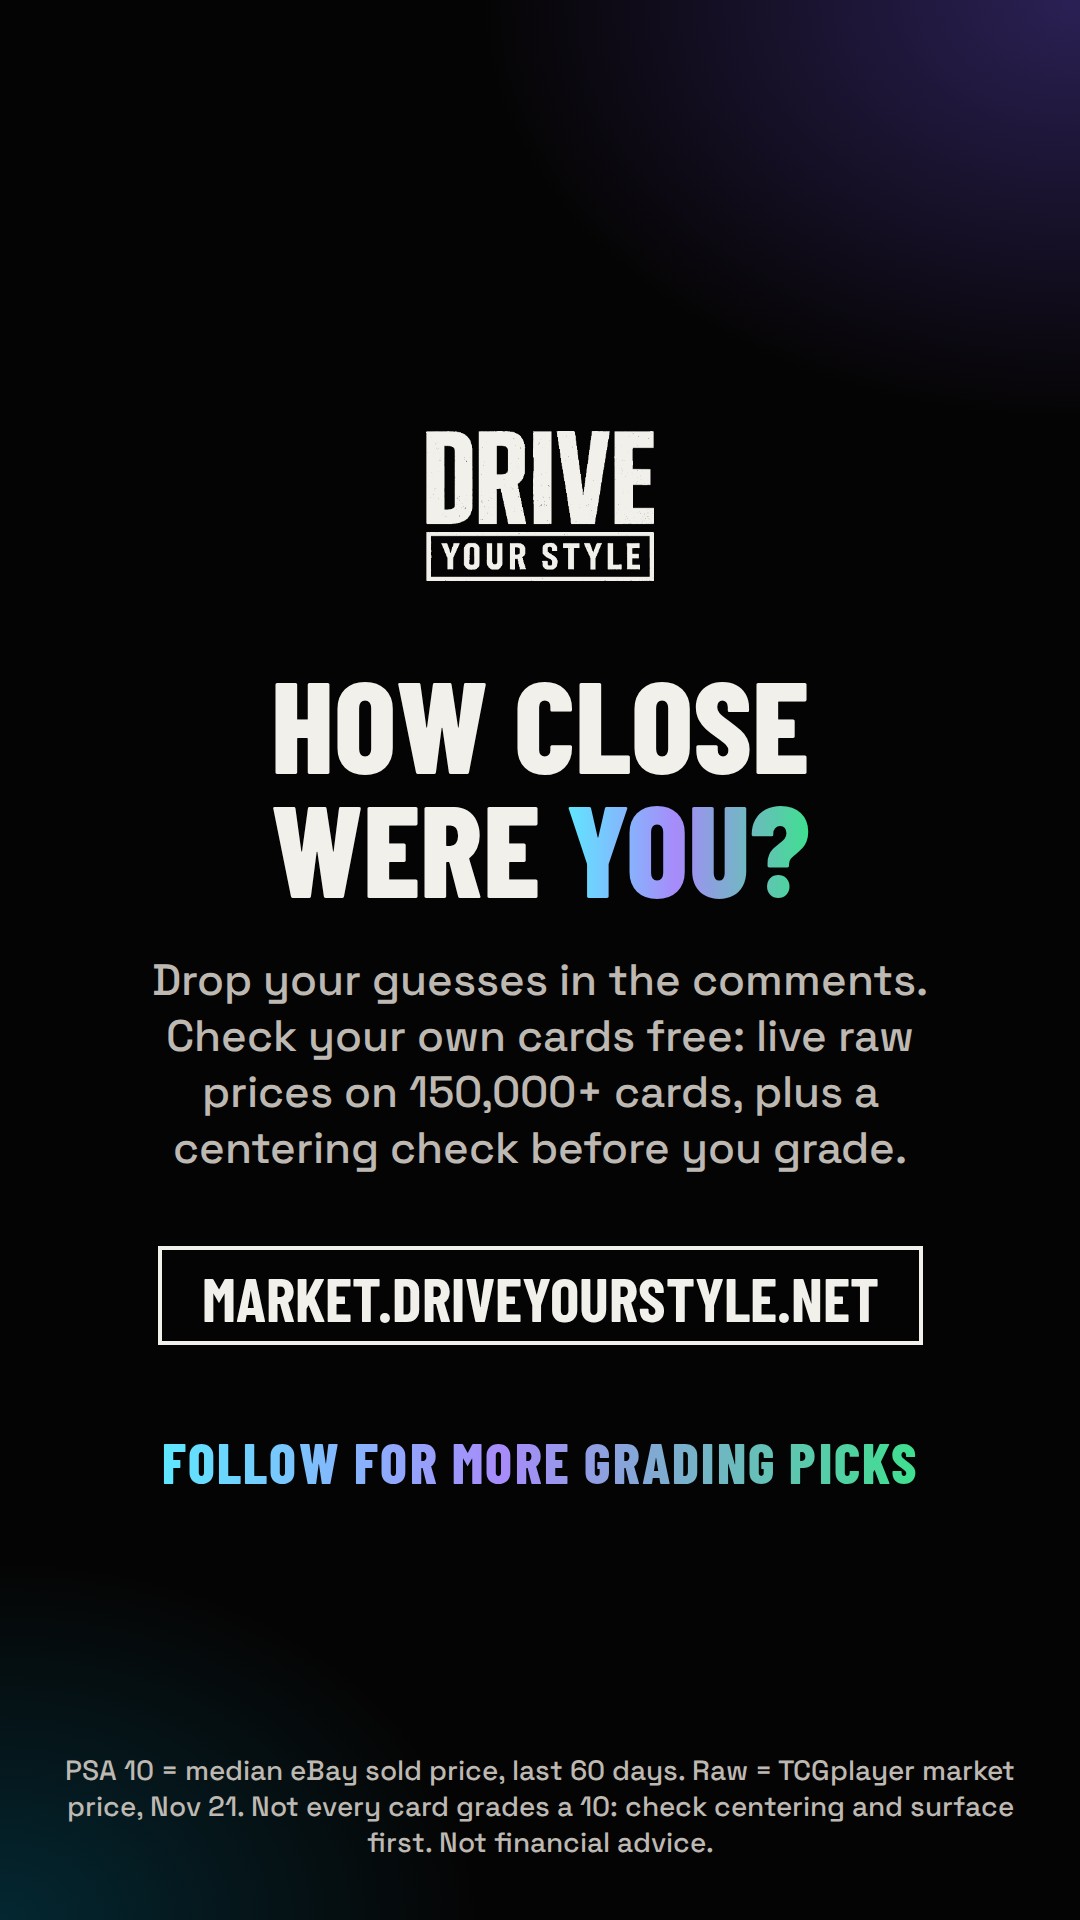 DRIVE
YOUR STYLE
HOW CLOSE
WERE YOU?
Drop your guesses in the comments.
Check your own cards free: live raw
prices on 150,000+ cards, plus a
centering check before you grade.
MARKET.DRIVEYOURSTYLE.NET
FOLLOW FOR MORE GRADING PICKS
PSA 10 = median eBay sold price, last 60 days. Raw = TCGplayer market
price, Nov 21. Not every card grades a 10: check centering and surface
first. Not financial advice.